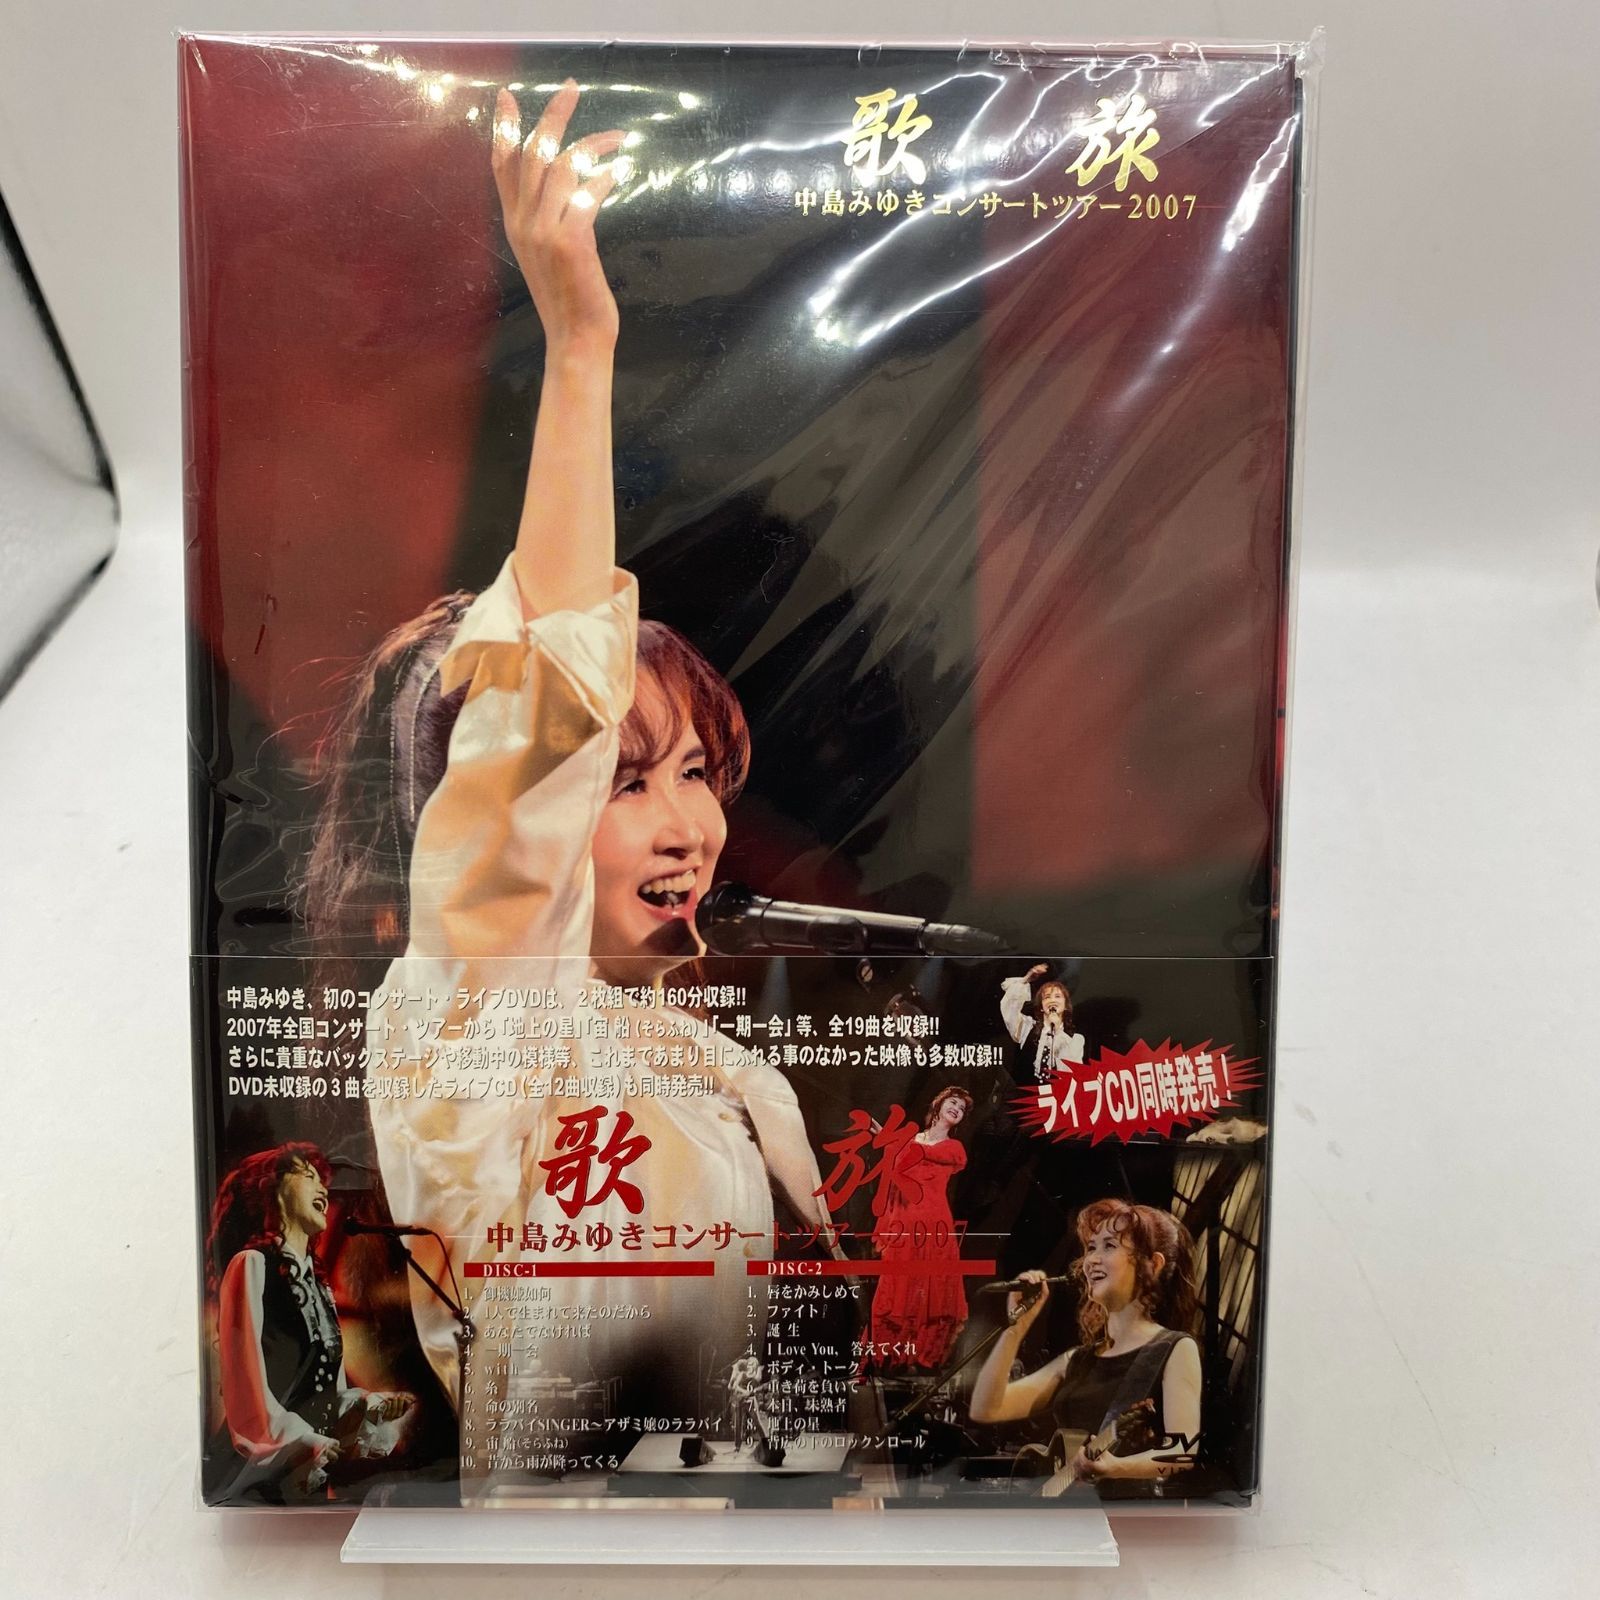 歌 旅
中島みゆきコンサートツアー2007
中島みゆき、初のコンサート・ライブDVDは、2枚組で約160分収録!!
2007年全国コンサート・ツアーから「地上の星」「宙船(そらふね)」「一期一会」等、全19曲を収録!!
さらに貴重なバックステージや移動中の模様等、これまであまり目にふれる事のなかった映像も多数収録!!
DVD未収録の3曲を収録したライブCD(全12曲収録)も同時発売!!
ライブCD同時発売!
歌 旅
中島みゆきコンサートツアー2007
DISC-1
1. 御機嫌如何
2. 1人で生まれて来たのだから
3. あなたでなければ
4. 一期一会
5. with
6. 糸
7. 命の別名
8. ララバイSINGER~アザミ嬢のララバイ
9. 宙船(そらふね)
10. 昔から雨が降ってくる
DISC-2
1. 唇をかみしめて
2. ファイト!
3. 誕生
4. I Love You, 答えてくれ
5. ボディ・トーク
6. 重き荷を負いて
7. 本日、未熟者
8. 地上の星
9. 背広の下のロックンロール
DVD
VIDEO